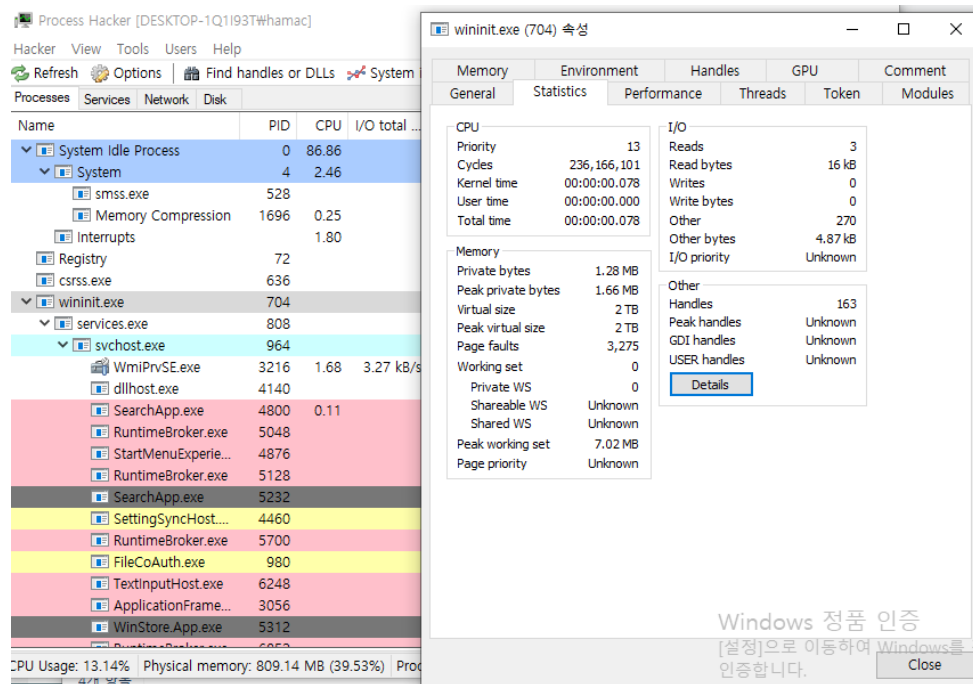 Process Hacker [DESKTOP-1Q1I93T₩hamac]
Hacker View Tools Users Help
Refresh Options Find handles or DLLs System
Processes Services Network Disk
Name PID CPU I/O total ...
System Idle Process 0 86.86
System 4 2.46
smss.exe 528
Memory Compression 1696 0.25
Interrupts 1.80
Registry 72
csrss.exe 636
wininit.exe 704
services.exe 808
svchost.exe 964
WmiPrvSE.exe 3216 1.68 3.27 kB/s
dllhost.exe 4140
SearchApp.exe 4800 0.11
RuntimeBroker.exe 5048
StartMenuExperie... 4876
RuntimeBroker.exe 5128
SearchApp.exe 5232
SettingSyncHost.... 4460
RuntimeBroker.exe 5700
FileCoAuth.exe 980
TextInputHost.exe 6248
ApplicationFrame... 3056
WinStore.App.exe 5312
CPU Usage: 13.14% Physical memory: 809.14 MB (39.53%) Proc
wininit.exe (704) 속성
Memory Environment Handles GPU Comment
General Statistics Performance Threads Token Modules
CPU
Priority 13
Cycles 236,166,101
Kernel time 00:00:00.078
User time 00:00:00.000
Total time 00:00:00.078
Memory
Private bytes 1.28 MB
Peak private bytes 1.66 MB
Virtual size 2 TB
Peak virtual size 2 TB
Page faults 3,275
Working set 0
Private WS 0
Shareable WS Unknown
Shared WS Unknown
Peak working set 7.02 MB
Page priority Unknown
I/O
Reads 3
Read bytes 16 kB
Writes 0
Write bytes 0
Other 270
Other bytes 4.87 kB
I/O priority Unknown
Other
Handles 163
Peak handles Unknown
GDI handles Unknown
USER handles Unknown
Details
Windows 정품 인증
[설정]으로 이동하여 Windows를
인증합니다.
Close